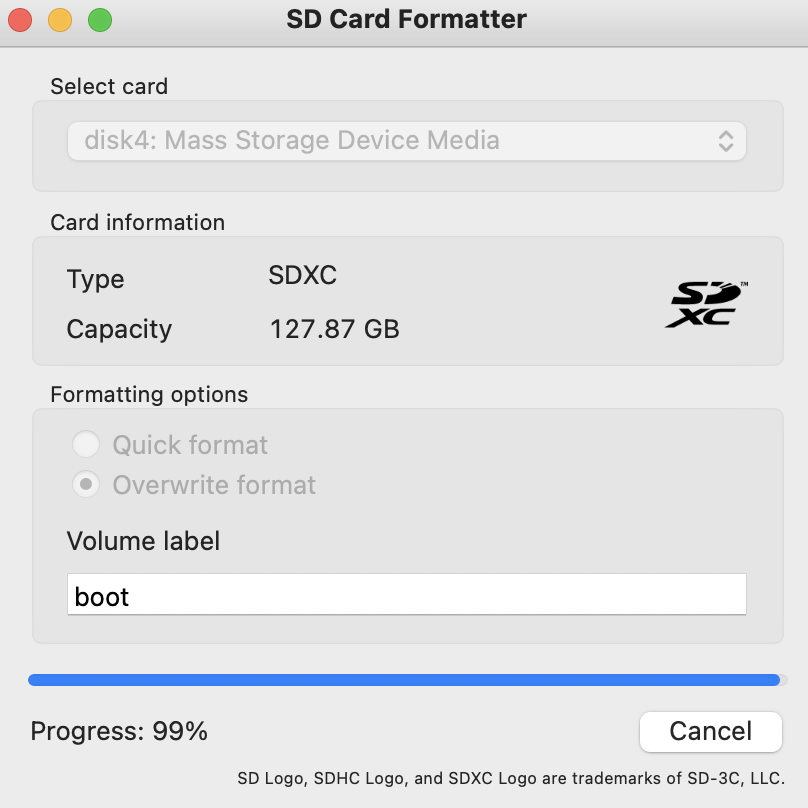 SD Card Formatter
Select card
disk4: Mass Storage Device Media
Card information
Type SDXC
SD™
XC
Capacity 127.87 GB
Formatting options
Quick format
Overwrite format
Volume label
boot
Progress: 99%
Cancel
SD Logo, SDHC Logo, and SDXC Logo are trademarks of SD-3C, LLC.